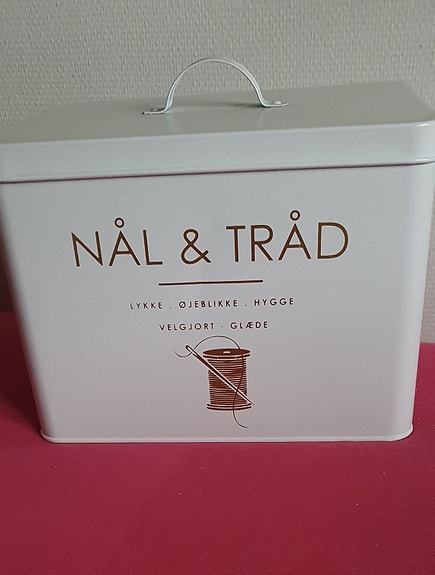 NÅL & TRÅD
LYKKE . ØJEBLIKKE . HYGGE
VELGJORT · GLÆDE